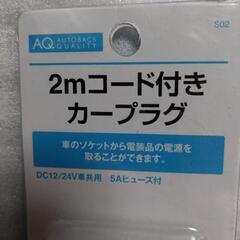 S02
AQ. AUTOBACS
QUALITY
2mコード付き
カープラグ
車のソケットから電装品の電源を
取ることができます。
DC12/24V車共用 5Aヒューズ付